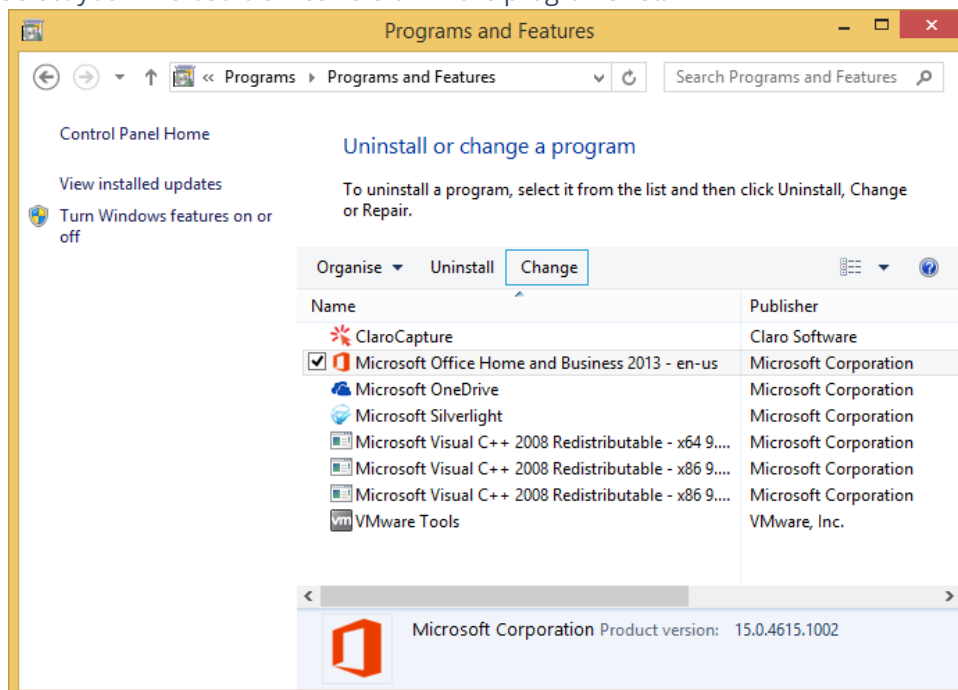 Programs and Features
« Programs ▸ Programs and Features
Search Programs and Features
Control Panel Home
View installed updates
Turn Windows features on or
off
Uninstall or change a program
To uninstall a program, select it from the list and then click Uninstall, Change
or Repair.
Organise Uninstall Change
Name Publisher
ClaroCapture Claro Software
Microsoft Office Home and Business 2013 - en-us Microsoft Corporation
Microsoft OneDrive Microsoft Corporation
Microsoft Silverlight Microsoft Corporation
Microsoft Visual C++ 2008 Redistributable - x64 9.... Microsoft Corporation
Microsoft Visual C++ 2008 Redistributable - x86 9.... Microsoft Corporation
Microsoft Visual C++ 2008 Redistributable - x86 9.... Microsoft Corporation
vm VMware Tools VMware, Inc.
Microsoft Corporation Product version: 15.0.4615.1002